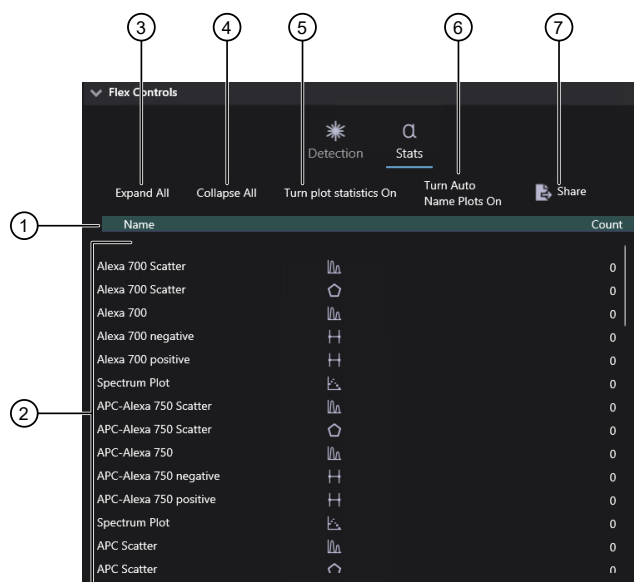 3 4 5 6 7
Flex Controls
α
Detection Stats
Expand All Collapse All Turn plot statistics On Turn Auto Name Plots On Share
1 Name Count
Alexa 700 Scatter 0
Alexa 700 Scatter 0
Alexa 700 0
Alexa 700 negative 0
Alexa 700 positive 0
Spectrum Plot 0
2 APC-Alexa 750 Scatter 0
APC-Alexa 750 Scatter 0
APC-Alexa 750 0
APC-Alexa 750 negative 0
APC-Alexa 750 positive 0
Spectrum Plot 0
APC Scatter 0
APC Scatter 0